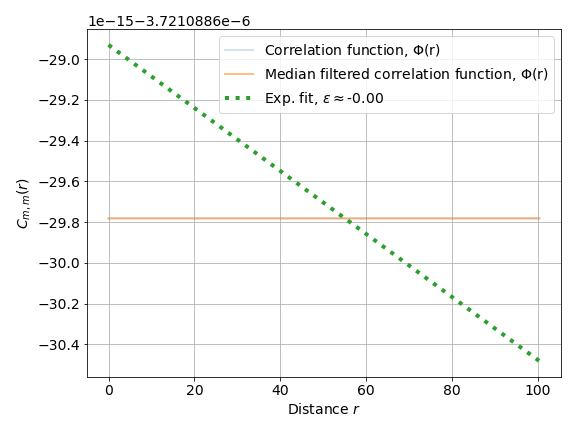 1e−15−3.7210886e−6
Correlation function, Φ(r)
Median filtered correlation function, Φ(r)
Exp. fit, ε ≈ -0.00
−29.0
−29.2
−29.4
−29.6
−29.8
−30.0
−30.2
−30.4
C_{m, m}(r)
0 20 40 60 80 100
Distance r